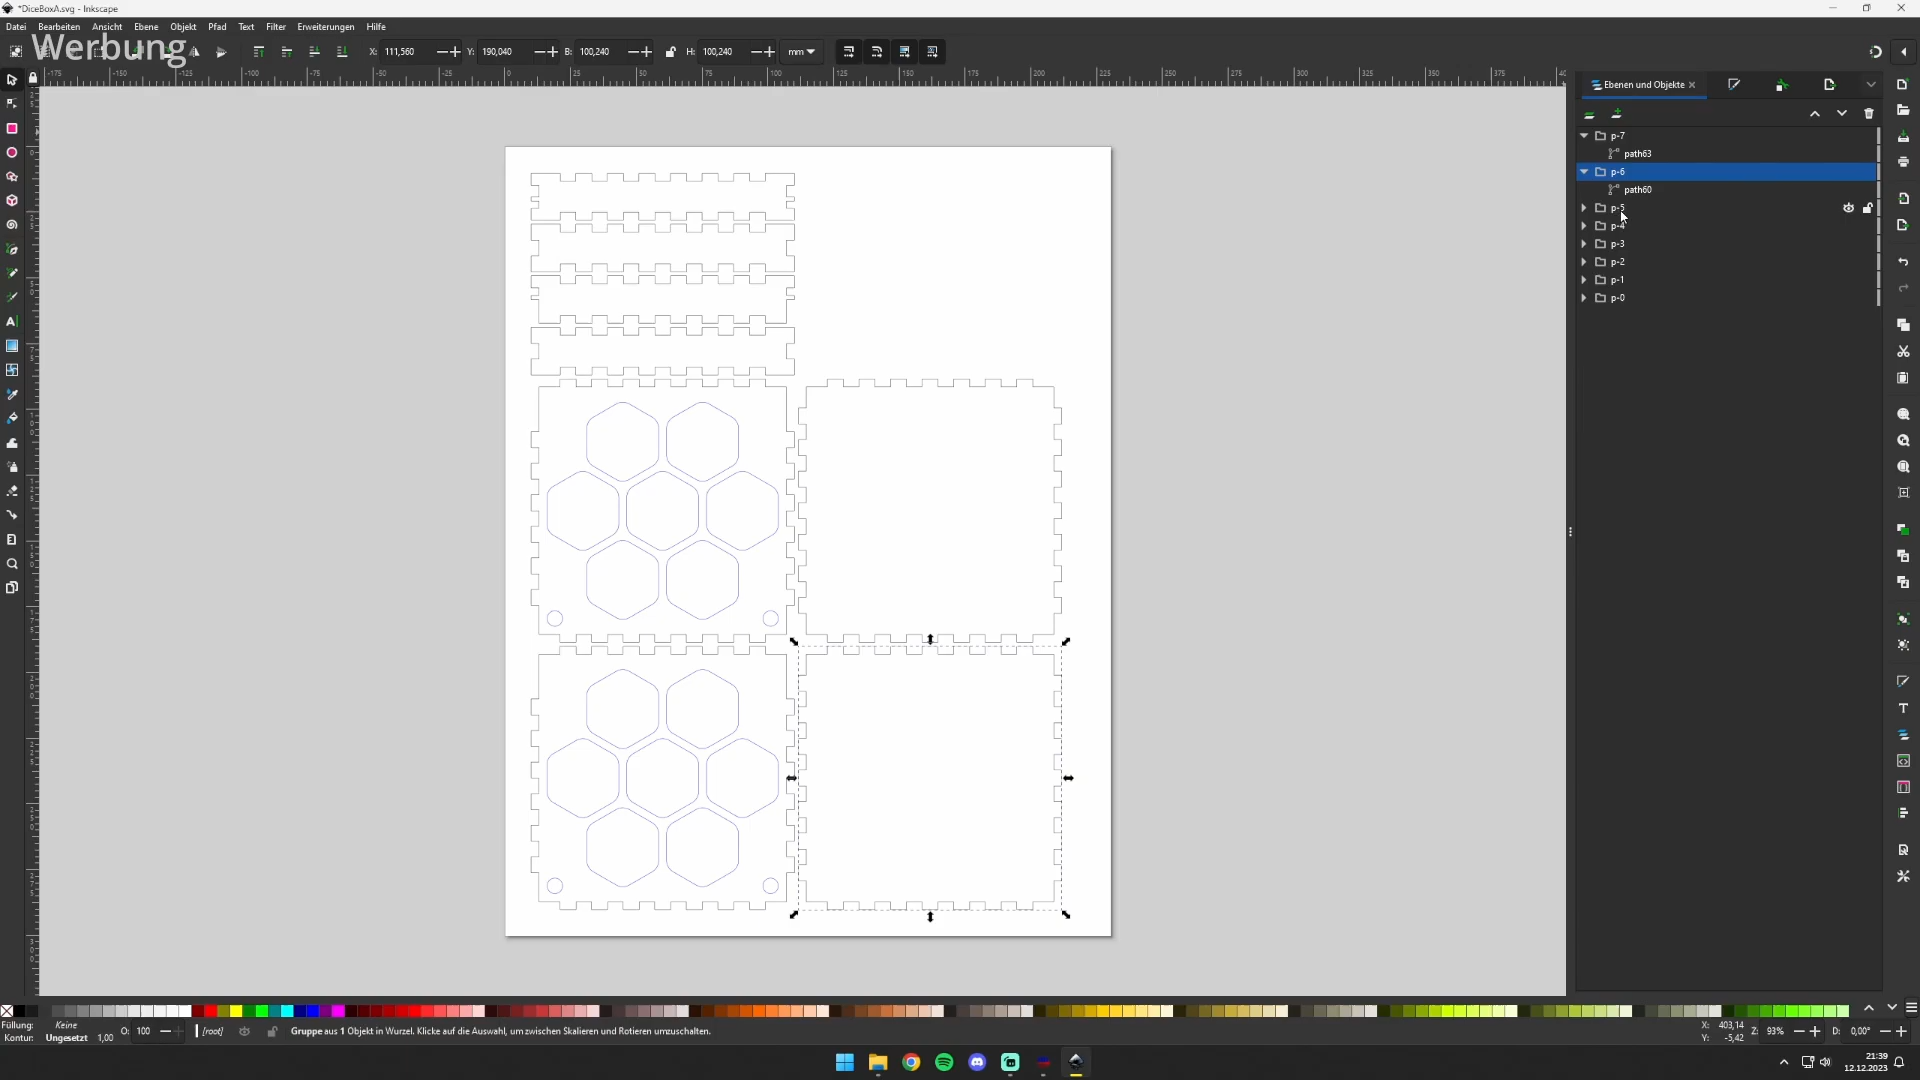 *DiceBoxA.svg - Inkscape
Datei Bearbeiten Ansicht Ebene Objekt Pfad Text Filter Erweiterungen Hilfe
Werbung
X: 111,560 Y: 190,040 B: 100,240 H: 100,240 mm
Ebenen und Objekte
p-7
path63
p-6
path60
p-5
p-4
p-3
p-2
p-1
p-0
Füllung: Keine
Kontur: Ungesetzt 1,00
O: 100
[root]
Gruppe aus 1 Objekt in Wurzel. Klicke auf die Auswahl, um zwischen Skalieren und Rotieren umzuschalten.
X: 403,14
Y: -5,42
Z: 93%
D: 0,00°
21:39
12.12.2023